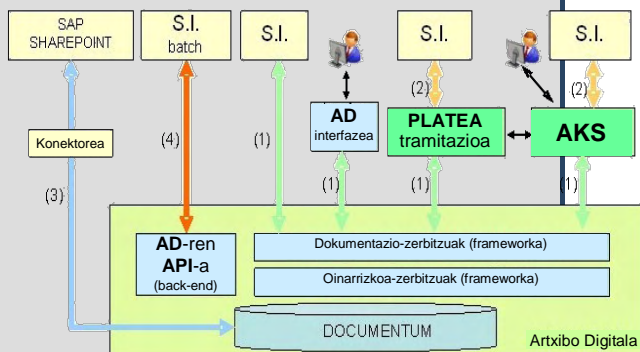 SAP
SHAREPOINT
S.I.
batch
S.I.
S.I.
S.I.
Konektorea
(3)
(4)
(1)
AD
interfazea
(2)
PLATEA
tramitazioa
(2)
AKS
(1)
(1)
(1)
AD-ren
API-a
(back-end)
Dokumentazio-zerbitzuak (frameworka)
Oinarrizkoa-zerbitzuak (frameworka)
DOCUMENTUM
Artxibo Digitala